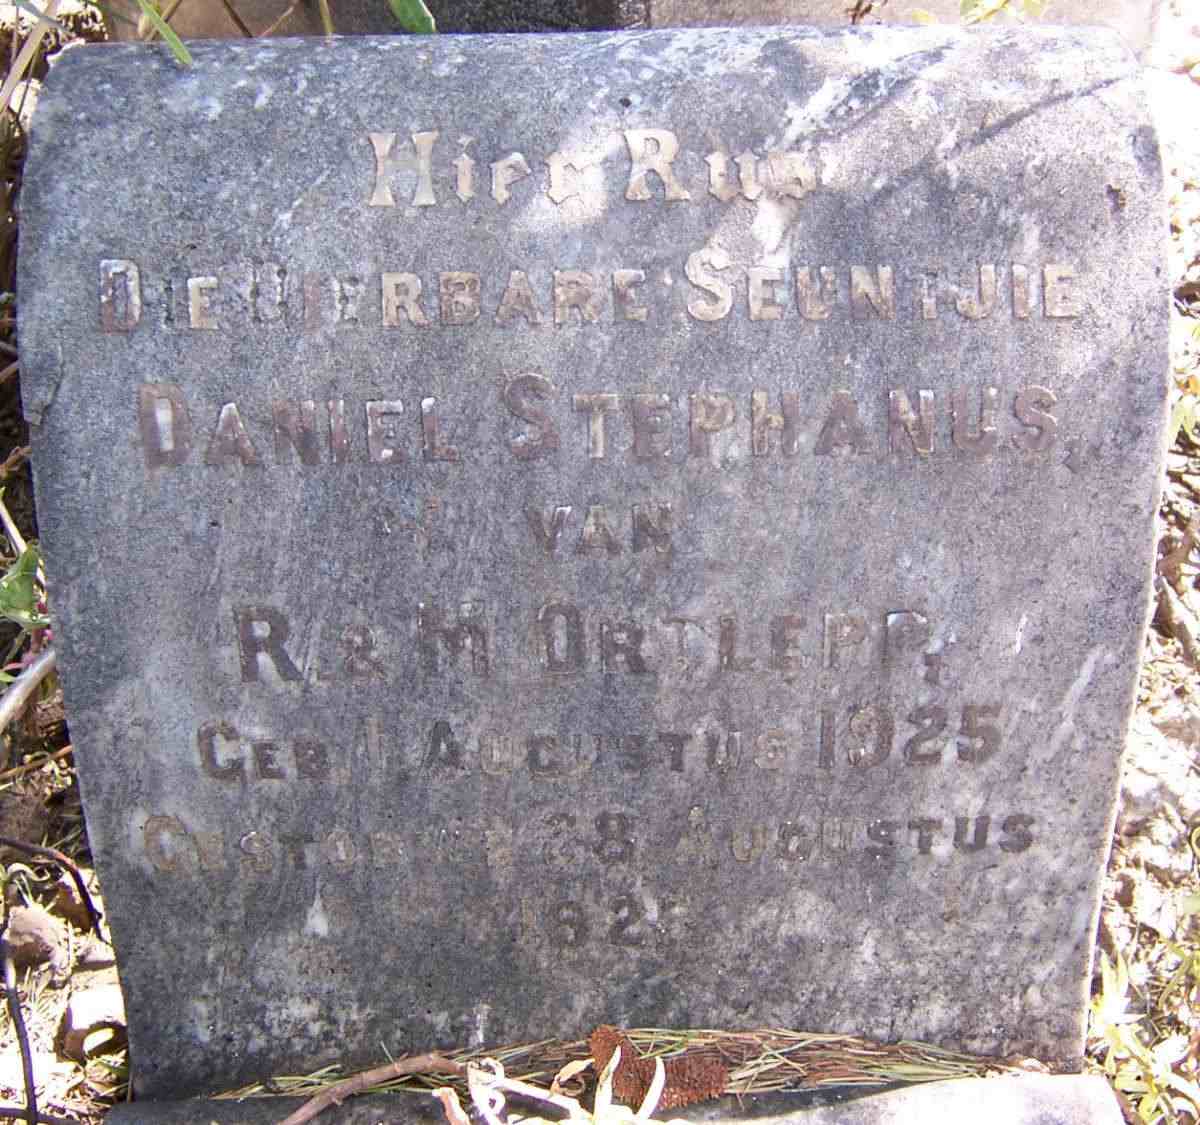 Hier Rus
DIE DIERBARE SEUNTJIE
DANIEL STEPHANUS,
VAN
R. & M ORTLEPP,
GEB. 1 AUGUSTUS 1925
GESTORWE 28 AUGUSTUS